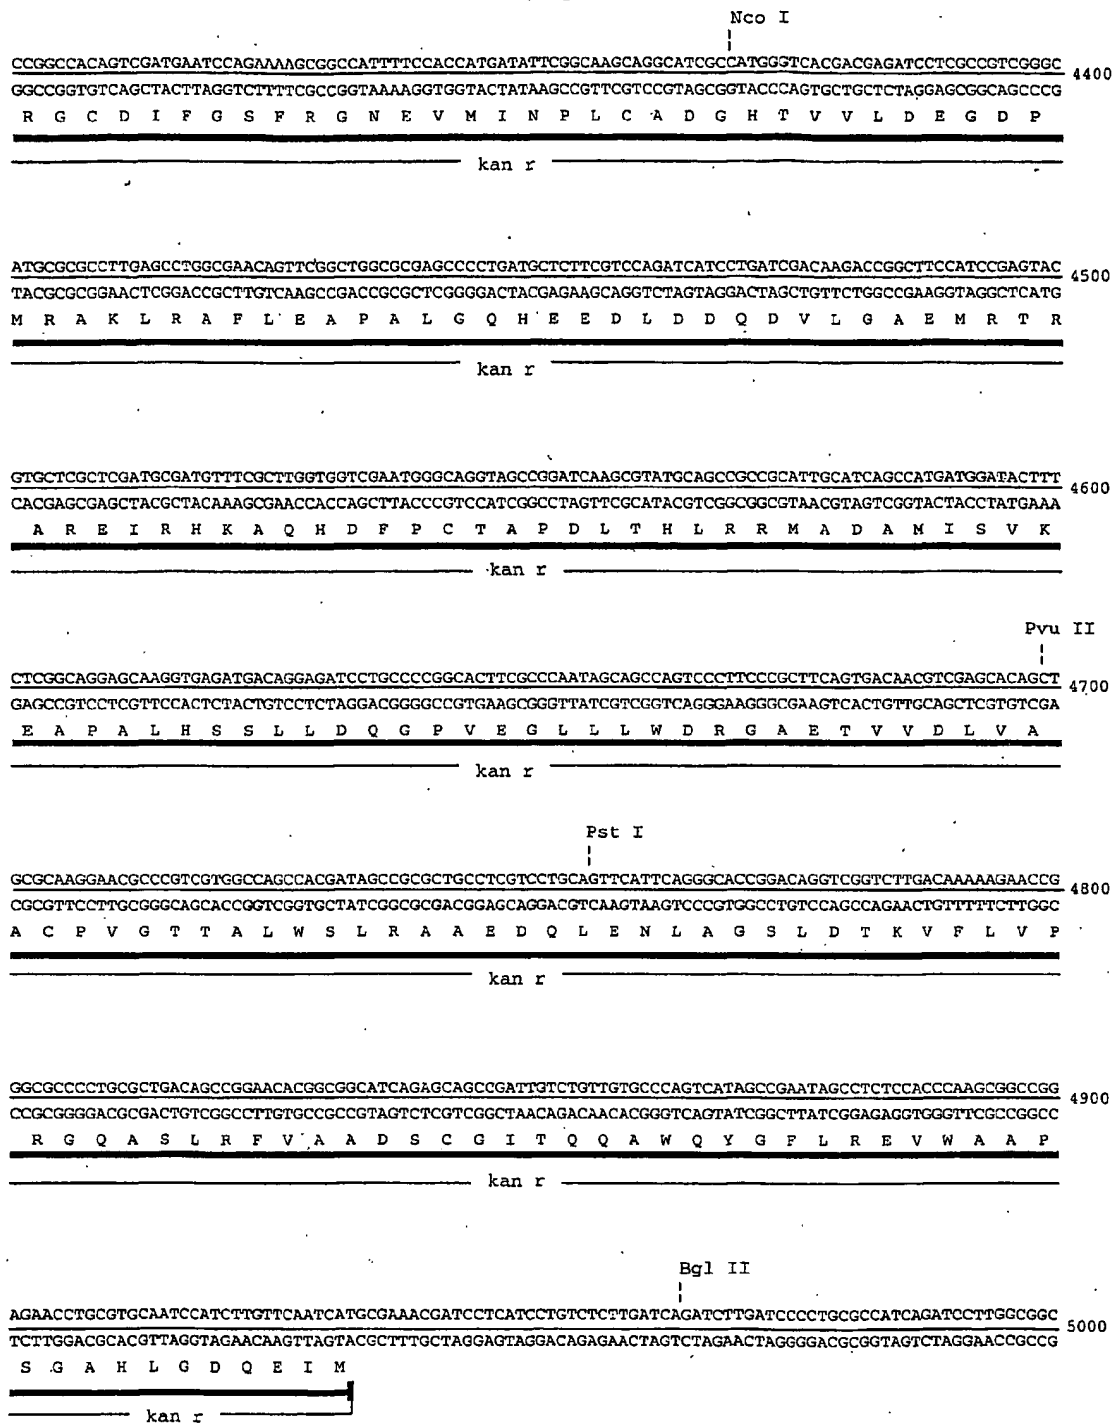 Nco I
CCGGCCACAGTCGATGAATCCAGAAAAGCGGCCATTTTCCACCATGATATTCGGCAAGCAGGCATCGCCATGGGTCACGACGAGATCCTCGCCGTCGGGC 4400
GGCCGGTGTCAGCTACTTAGGTCTTTTCGCCGGTAAAAGGTGGTACTATAAGCCGTTCGTCCGTAGCGGTACCCAGTGCTGCTCTAGGAGCGGCAGCCCG
R G C D I F G S F R G N E V M I N P L C A D G H T V V L D E G D P
kan r
ATGCGCGCCTTGAGCCTGGCGAACAGTTCGGCTGGCGCGAGCCCCTGATGCTCTTCGTCCAGATCATCCTGATCGACAAGACCGGCTTCCATCCGAGTAC 4500
TACGCGCGGAACTCGGACCGCTTGTCAAGCCGACCGCGCTCGGGGACTACGAGAAGCAGGTCTAGTAGGACTAGCTGTTCTGGCCGAAGGTAGGCTCATG
M R A K L R A F L E A P A L G Q H E E D L D D Q D V L G A E M R T R
kan r
GTGCTCGCTCGATGCGATGTTTCGCTTGGTGGTCGAATGGGCAGGTAGCCGGATCAAGCGTATGCAGCCGCCGCATTGCATCAGCCATGATGGATACTTT 4600
CACGAGCGAGCTACGCTACAAAGCGAACCACCAGCTTACCCGTCCATCGGCCTAGTTCGCATACGTCGGCGGCGTAACGTAGTCGGTACTACCTATGAAA
A R E I R H K A Q H D F P C T A P D L T H L R R M A D A M I S V K
kan r
Pvu II
CTCGGCAGGAGCAAGGTGAGATGACAGGAGATCCTGCCCCGGCACTTCGCCCAATAGCAGCCAGTCCCTTCCCGCTTCAGTGACAACGTCGAGCACAGCT 4700
GAGCCGTCCTCGTTCCACTCTACTGTCCTCTAGGACGGGGCCGTGAAGCGGGTTATCGTCGGTCAGGGAAGGGCGAAGTCACTGTTGCAGCTCGTGTCGA
E A P A L H S S L L D Q G P V E G L L L W D R G A E T V V D L V A
kan r
Pst I
GCGCAAGGAACGCCCGTCGTGGCCAGCCACGATAGCCGCGCTGCCTCGTCCTGCAGTTCATTCAGGGCACCGGACAGGTCGGTCTTGACAAAAAGAACCG 4800
CGCGTTCCTTGCGGGCAGCACCGGTCGGTGCTATCGGCGCGACGGAGCAGGACGTCAAGTAAGTCCCGTGGCCTGTCCAGCCAGAACTGTTTTTCTTGGC
A C P V G T T A L W S L R A A E D Q L E N L A G S L D T K V F L V P
kan r
GGCGCCCCTGCGCTGACAGCCGGAACACGGCGGCATCAGAGCAGCCGATTGTCTGTTGTGCCCAGTCATAGCCGAATAGCCTCTCCACCCAAGCGGCCGG 4900
CCGCGGGGACGCGACTGTCGGCCTTGTGCCGCCGTAGTCTCGTCGGCTAACAGACAACACGGGTCAGTATCGGCTTATCGGAGAGGTGGGTTCGCCGGCC
R G Q A S L R F V A A D S C G I T Q Q A W Q Y G F L R E V W A A P
kan r
Bgl II
AGAACCTGCGTGCAATCCATCTTGTTCAATCATGCGAAACGATCCTCATCCTGTCTCTTGATCAGATCTTGATCCCCTGCGCCATCAGATCCTTGGCGGC 5000
TCTTGGACGCACGTTAGGTAGAACAAGTTAGTACGCTTTGCTAGGAGTAGGACAGAGAACTAGTCTAGAACTAGGGGACGCGGTAGTCTAGGAACCGCCG
S G A H L G D Q E I M
kan r